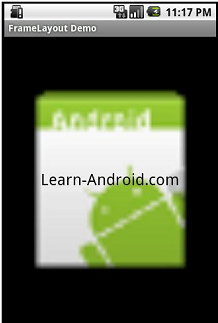 11:17 PM
FrameLayout Demo
Android
Learn-Android.com